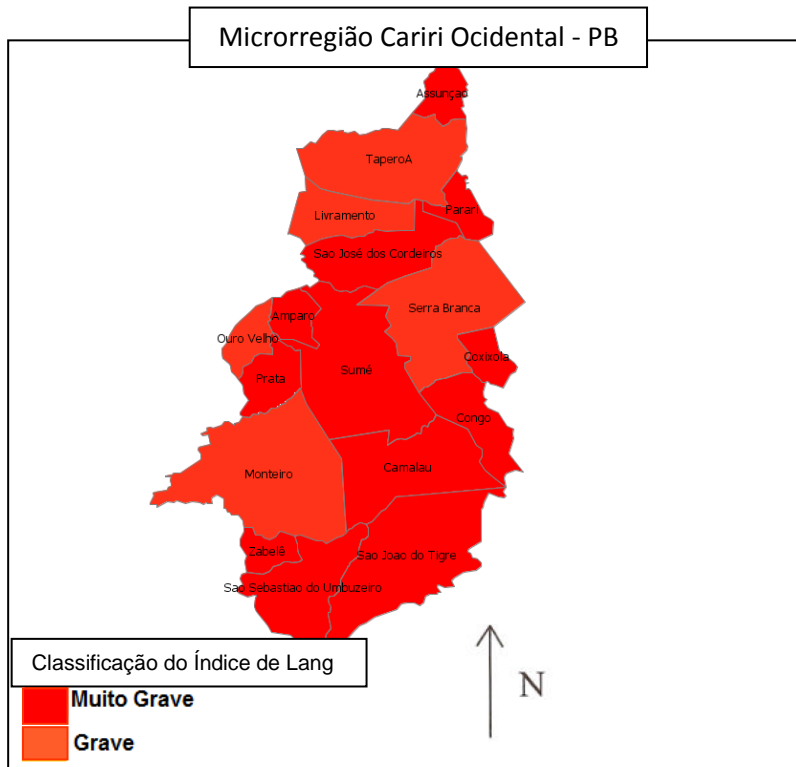 Microrregião Cariri Ocidental - PB
Assunção
TaperoA
Parari
Livramento
Sao José dos Cordeiros
Serra Branca
Amparo
Ouro Velho
Coxixola
Sumé
Prata
Congo
Camalau
Monteiro
Zabelê
Sao Joao do Tigre
Sao Sebastiao do Umbuzeiro
Classificação do Índice de Lang
N
Muito Grave
Grave